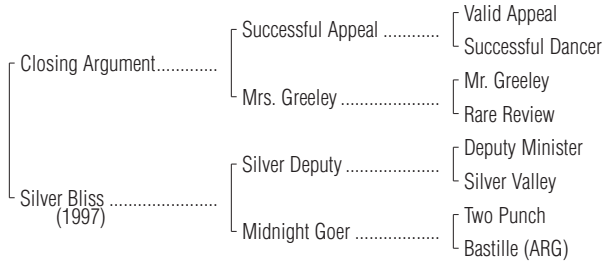 Valid Appeal
Successful Appeal ............
Successful Dancer
Closing Argument.............
Mr. Greeley
Mrs. Greeley ....................
Rare Review
Deputy Minister
Silver Deputy ...................
Silver Valley
Silver Bliss ......................
(1997)
Two Punch
Midnight Goer .................
Bastille (ARG)